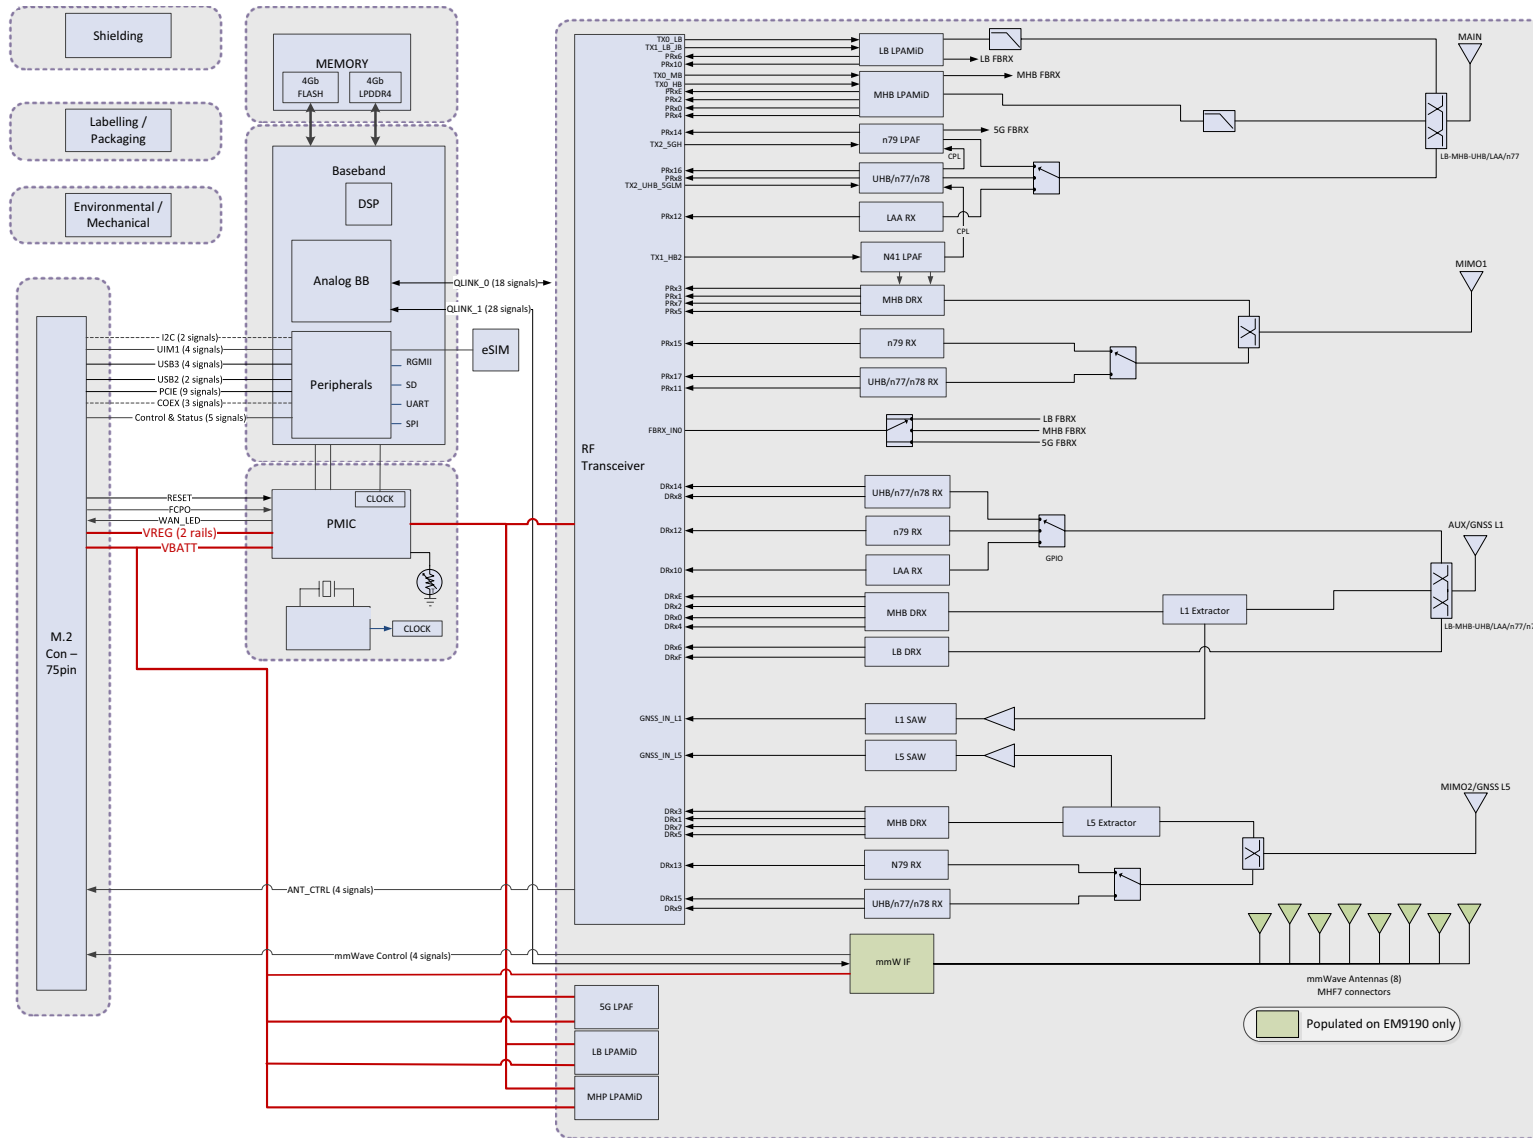 Shielding
Labelling /
Packaging
Environmental /
Mechanical
MEMORY
4Gb
FLASH
4Gb
LPDDR4
Baseband
DSP
Analog BB
Peripherals
QLINK_0 (18 signals)
QLINK_1 (28 signals)
eSIM
RGMII
SD
UART
SPI
I2C (2 signals)
UIM1 (4 signals)
USB3 (4 signals)
USB2 (2 signals)
PCIE (9 signals)
COEX (3 signals)
Control & Status (5 signals)
RESET
FCPO
WAN_LED
VREG (2 rails)
VBATT
CLOCK
PMIC
CLOCK
M.2
Con –
75pin
ANT_CTRL (4 signals)
mmWave Control (4 signals)
RF
Transceiver
TX0_LB
TX1_LB_JB
PRx6
PRx10
TX0_MB
TX0_HB
PRxE
PRx2
PRx0
PRx4
PRx14
TX2_5GH
PRx16
PRx8
TX2_UHB_5GLM
PRx12
TX1_HB2
PRx3
PRx1
PRx7
PRx5
PRx15
PRx17
PRx11
FBRX_IN0
DRx14
DRx8
DRx12
DRx10
DRxE
DRx2
DRx0
DRx4
DRx6
DRxF
GNSS_IN_L1
GNSS_IN_L5
DRx3
DRx1
DRx7
DRx5
DRx13
DRx15
DRx9
LB LPAMiD
LB FBRX
MHB LPAMiD
MHB FBRX
n79 LPAF
5G FBRX
CPL
UHB/n77/n78
LAA RX
CPL
N41 LPAF
MHB DRX
n79 RX
UHB/n77/n78 RX
LB FBRX
MHB FBRX
5G FBRX
UHB/n77/n78 RX
n79 RX
LAA RX
GPIO
MHB DRX
L1 Extractor
LB DRX
L1 SAW
L5 SAW
MHB DRX
L5 Extractor
N79 RX
UHB/n77/n78 RX
MAIN
LB-MHB-UHB/LAA/n77
MIMO1
AUX/GNSS L1
LB-MHB-UHB/LAA/n77/n7
MIMO2/GNSS L5
mmW IF
mmWave Antennas (8)
MHF7 connectors
Populated on EM9190 only
5G LPAF
LB LPAMiD
MHP LPAMiD